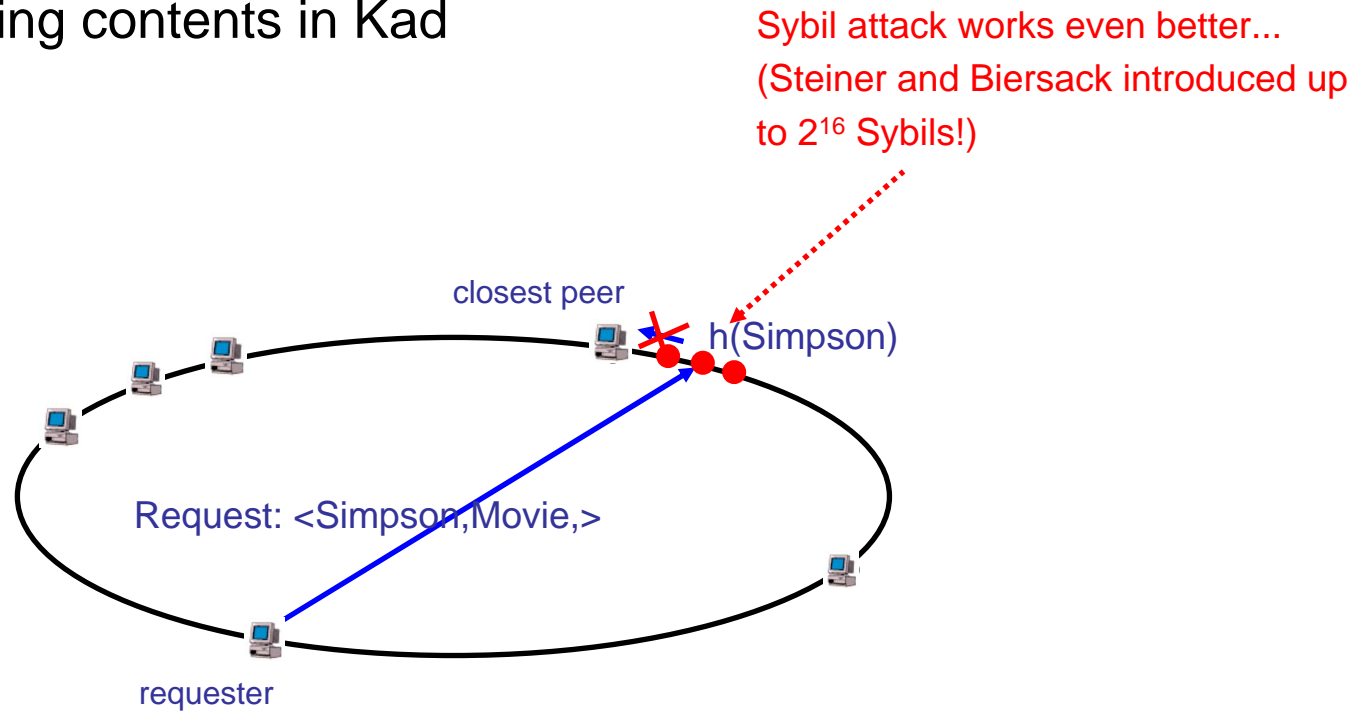 ing contents in Kad
Sybil attack works even better...
(Steiner and Biersack introduced up
to 2¹⁶ Sybils!)
closest peer
h(Simpson)
Request: <Simpson,Movie,>
requester